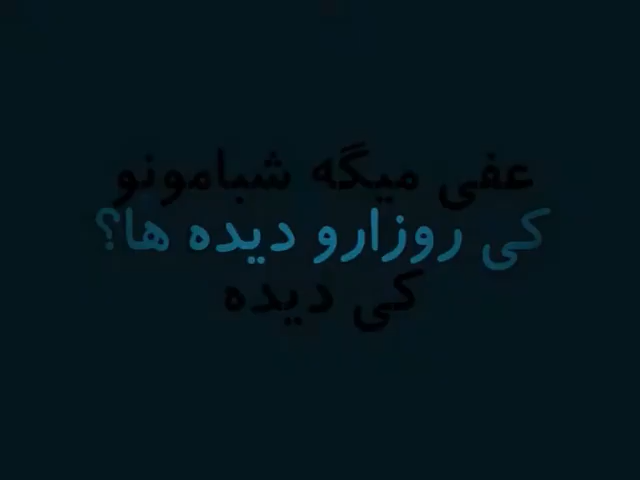 عفی میگه شبامونو
کی روزارو دیده ها؟
کی دیده